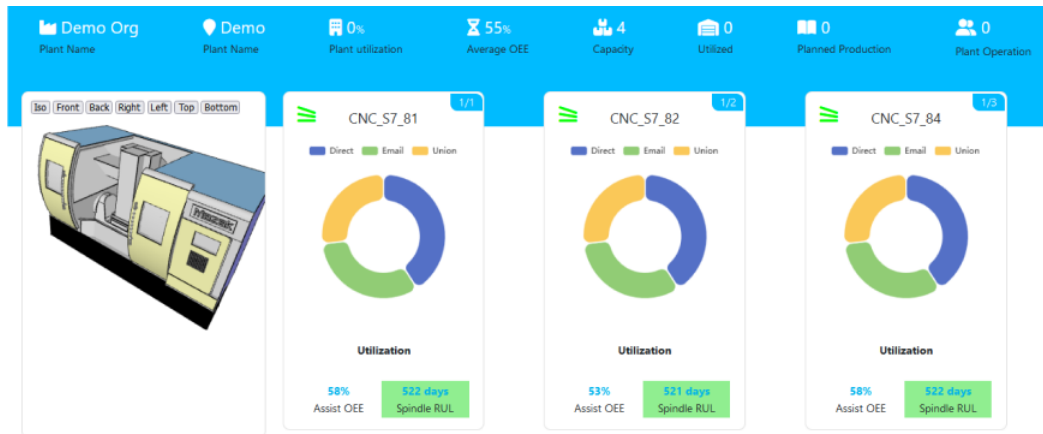 Demo Org
Plant Name
Demo
Plant Name
0%
Plant utilization
55%
Average OEE
4
Capacity
0
Utilized
0
Planned Production
0
Plant Operation
Iso Front Back Right Left Top Bottom
1/1
CNC_S7_81
Direct Email Union
Utilization
58%
Assist OEE
522 days
Spindle RUL
1/2
CNC_S7_82
Direct Email Union
Utilization
53%
Assist OEE
521 days
Spindle RUL
1/3
CNC_S7_84
Direct Email Union
Utilization
58%
Assist OEE
522 days
Spindle RUL